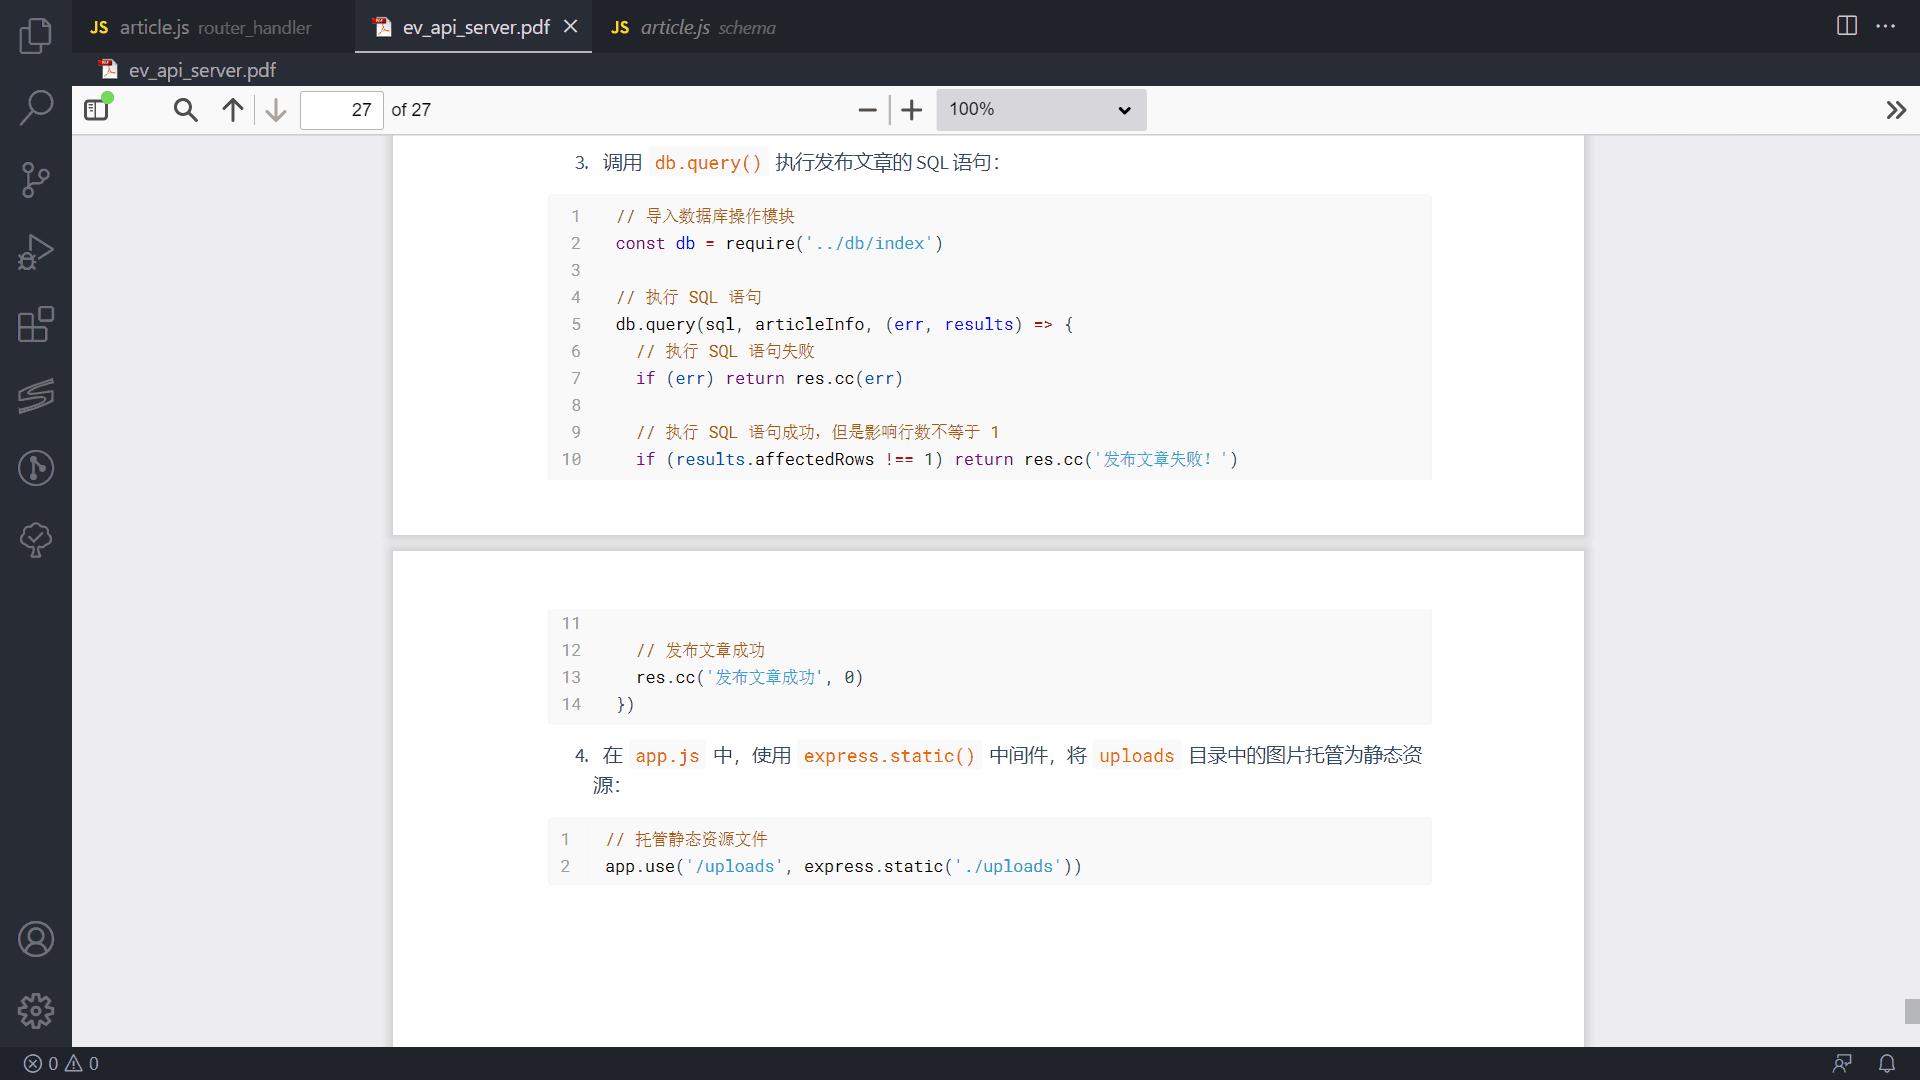 JS article.js router_handler
ev_api_server.pdf
JS article.js schema
ev_api_server.pdf
27 of 27
100%
3. 调用 db.query() 执行发布文章的 SQL 语句：
1 // 导入数据库操作模块
2 const db = require('../db/index')
3
4 // 执行 SQL 语句
5 db.query(sql, articleInfo, (err, results) => {
6 // 执行 SQL 语句失败
7 if (err) return res.cc(err)
8
9 // 执行 SQL 语句成功，但是影响行数不等于 1
10 if (results.affectedRows !== 1) return res.cc('发布文章失败！')
11
12 // 发布文章成功
13 res.cc('发布文章成功', 0)
14 })
4. 在 app.js 中，使用 express.static() 中间件，将 uploads 目录中的图片托管为静态资
源：
1 // 托管静态资源文件
2 app.use('/uploads', express.static('./uploads'))
0 0